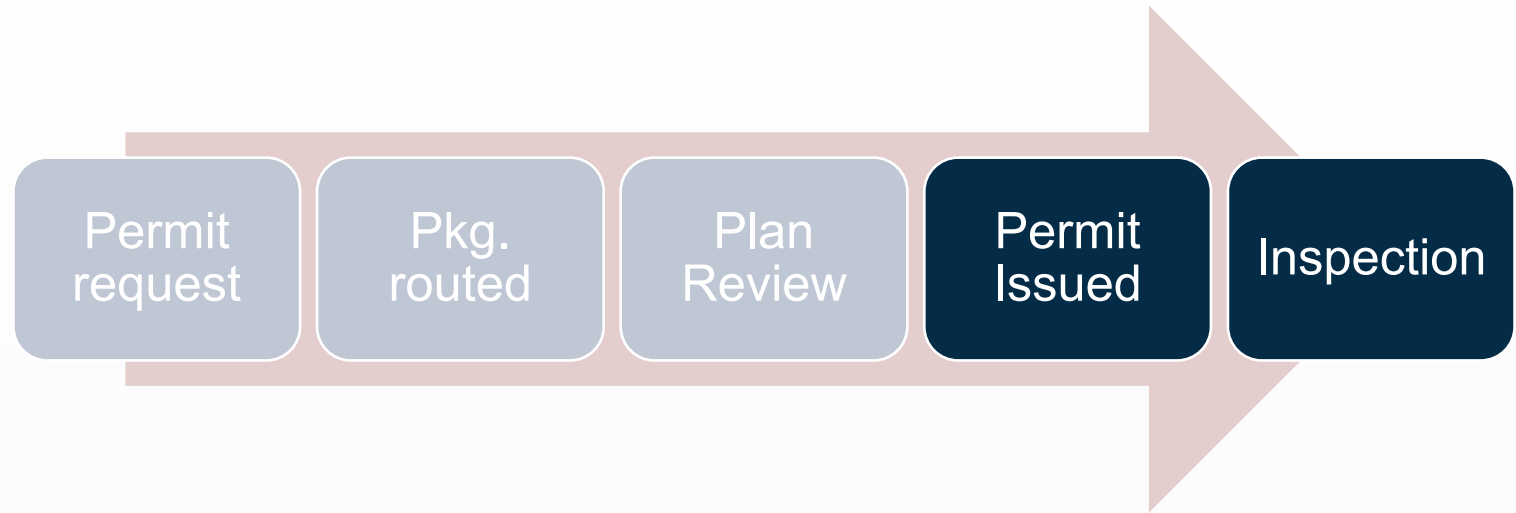 Permit
request
Pkg.
routed
Plan
Review
Permit
Issued
Inspection